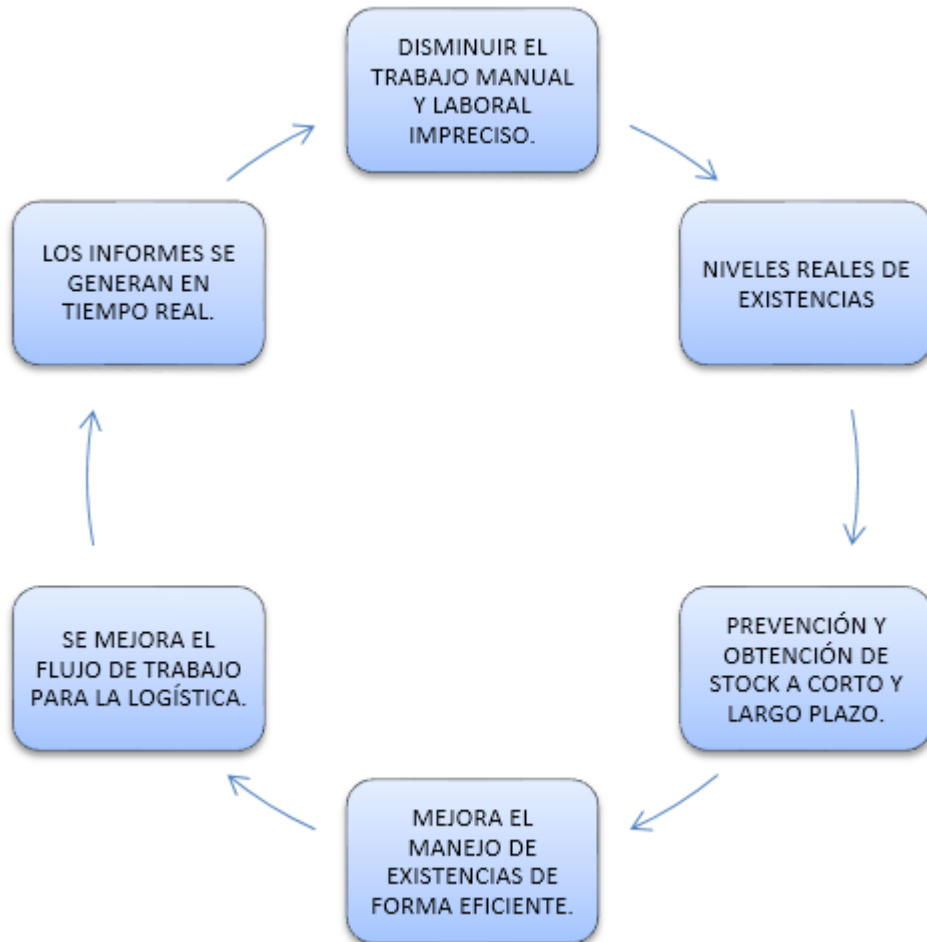 DISMINUIR EL
TRABAJO MANUAL
Y LABORAL
IMPRECISO.
NIVELES REALES DE
EXISTENCIAS
PREVENCIÓN Y
OBTENCIÓN DE
STOCK A CORTO Y
LARGO PLAZO.
MEJORA EL
MANEJO DE
EXISTENCIAS DE
FORMA EFICIENTE.
SE MEJORA EL
FLUJO DE TRABAJO
PARA LA LOGÍSTICA.
LOS INFORMES SE
GENERAN EN
TIEMPO REAL.